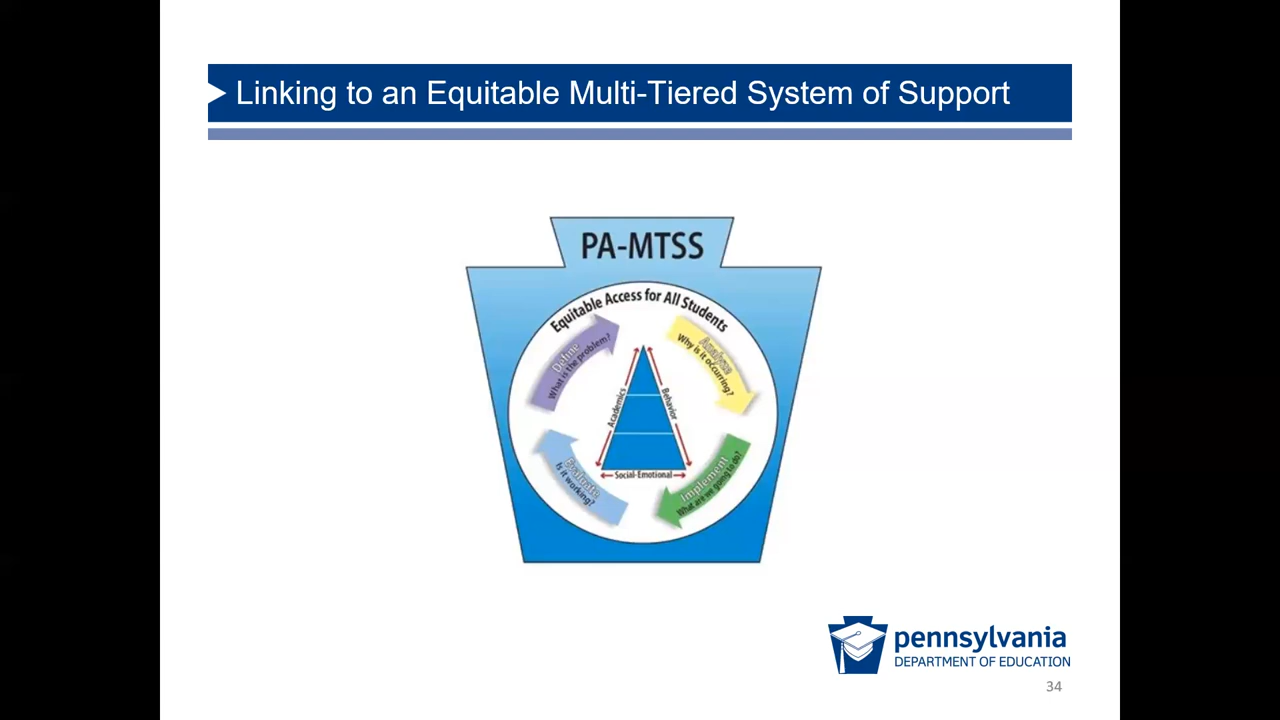 Linking to an Equitable Multi-Tiered System of Support
PA-MTSS
Equitable Access for All Students
Define
What is the problem?
Analyze
Why is it occurring?
Academics
Behavior
Social-Emotional
Evaluate
Is it working?
Implement
What are we going to do?
pennsylvania
DEPARTMENT OF EDUCATION
34